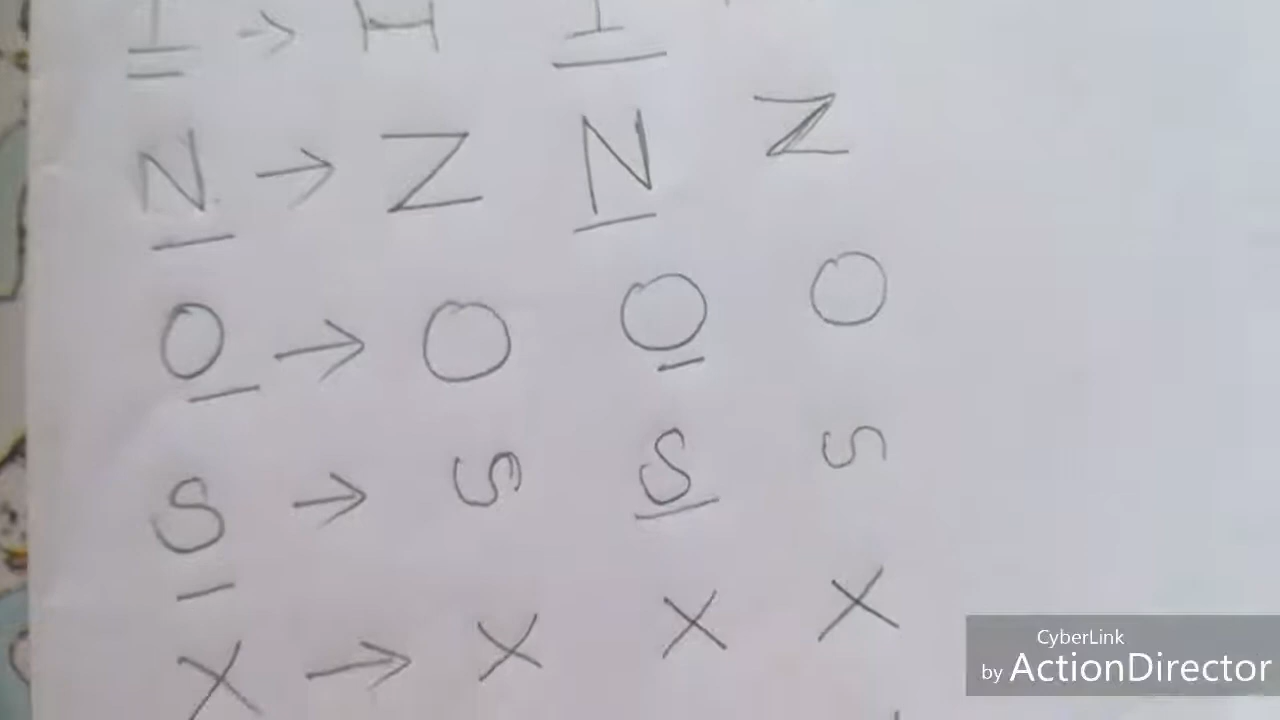 I → H I
N → Z N Z
O → O O O
S → S S
X → X X X
CyberLink
by ActionDirector